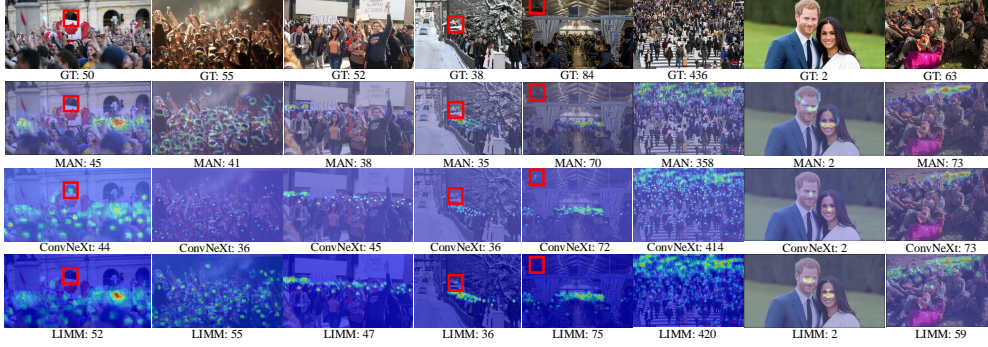 GT: 50 GT: 55 GT: 52 GT: 38 GT: 84 GT: 436 GT: 2 GT: 63
MAN: 45 MAN: 41 MAN: 38 MAN: 35 MAN: 70 MAN: 358 MAN: 2 MAN: 73
ConvNeXt: 44 ConvNeXt: 36 ConvNeXt: 45 ConvNeXt: 36 ConvNeXt: 72 ConvNeXt: 414 ConvNeXt: 2 ConvNeXt: 73
LIMM: 52 LIMM: 55 LIMM: 47 LIMM: 36 LIMM: 75 LIMM: 420 LIMM: 2 LIMM: 59